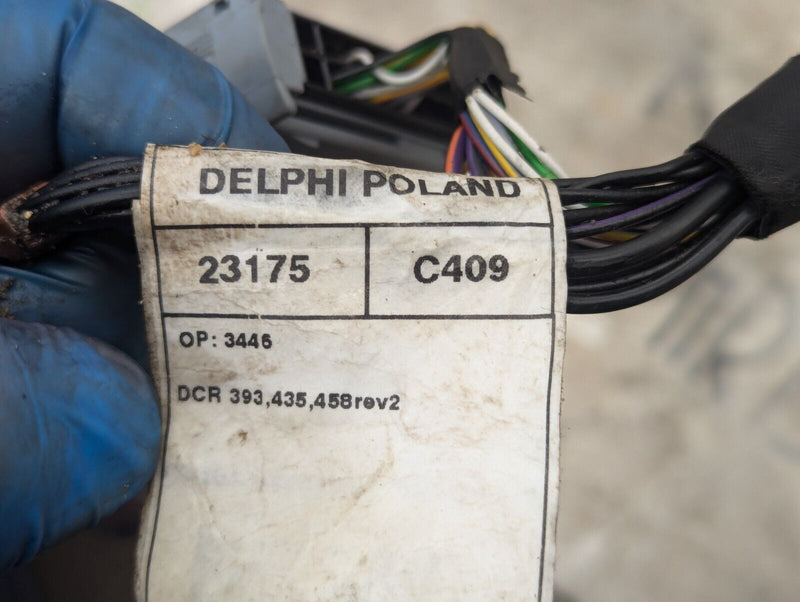 DELPHI POLAND
23175 C409
OP: 3446
DCR 393,435,458rev2